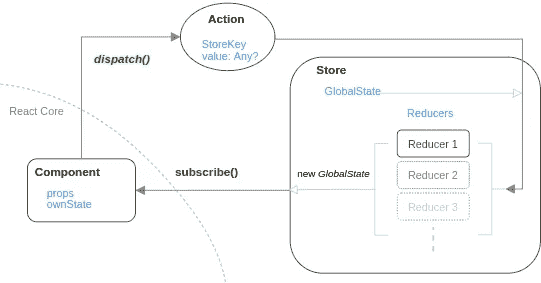 Action
StoreKey
value: Any?
dispatch()
Store
GlobalState
React Core
Reducers
Reducer 1
Component
subscribe()
new GlobalState
Reducer 2
props
ownState
Reducer 3